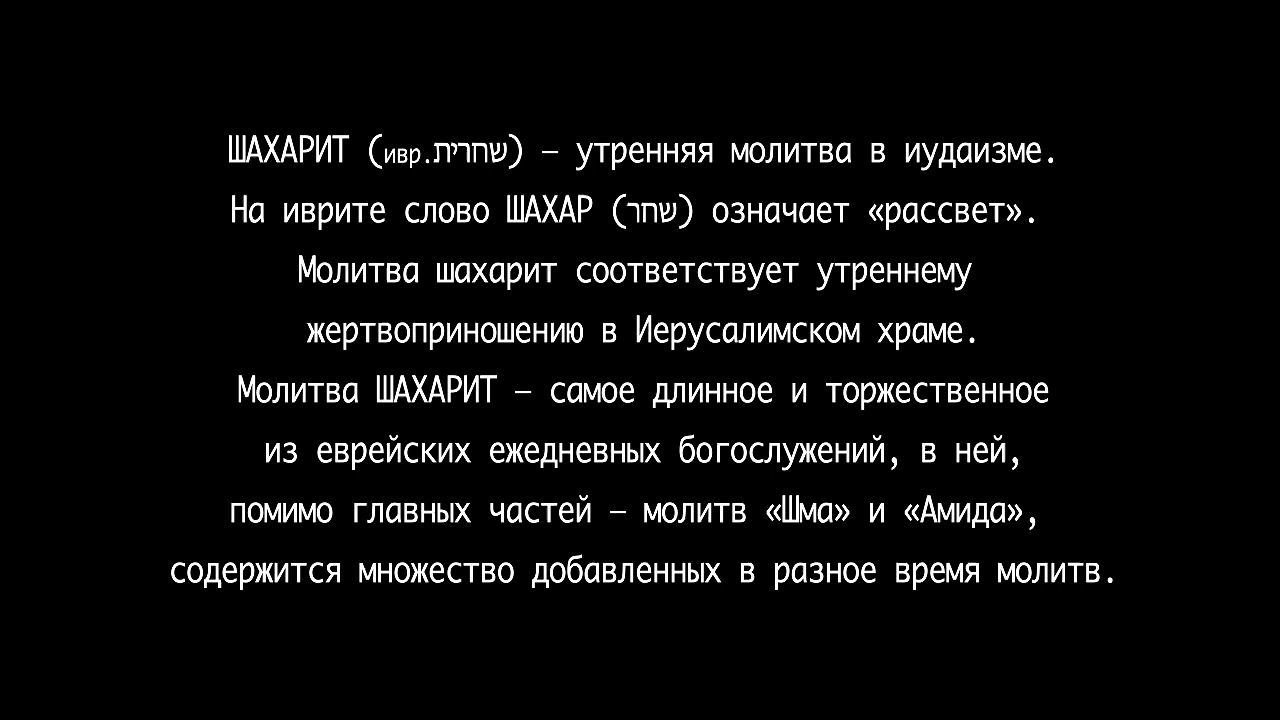 ШАХАРИТ (ивр.שחרית) – утренняя молитва в иудаизме.
На иврите слово ШАХАР (שחר) означает «рассвет».
Молитва шахарит соответствует утреннему
жертвоприношению в Иерусалимском храме.
Молитва ШАХАРИТ – самое длинное и торжественное
из еврейских ежедневных богослужений, в ней,
помимо главных частей – молитв «Шма» и «Амида»,
содержится множество добавленных в разное время молитв.